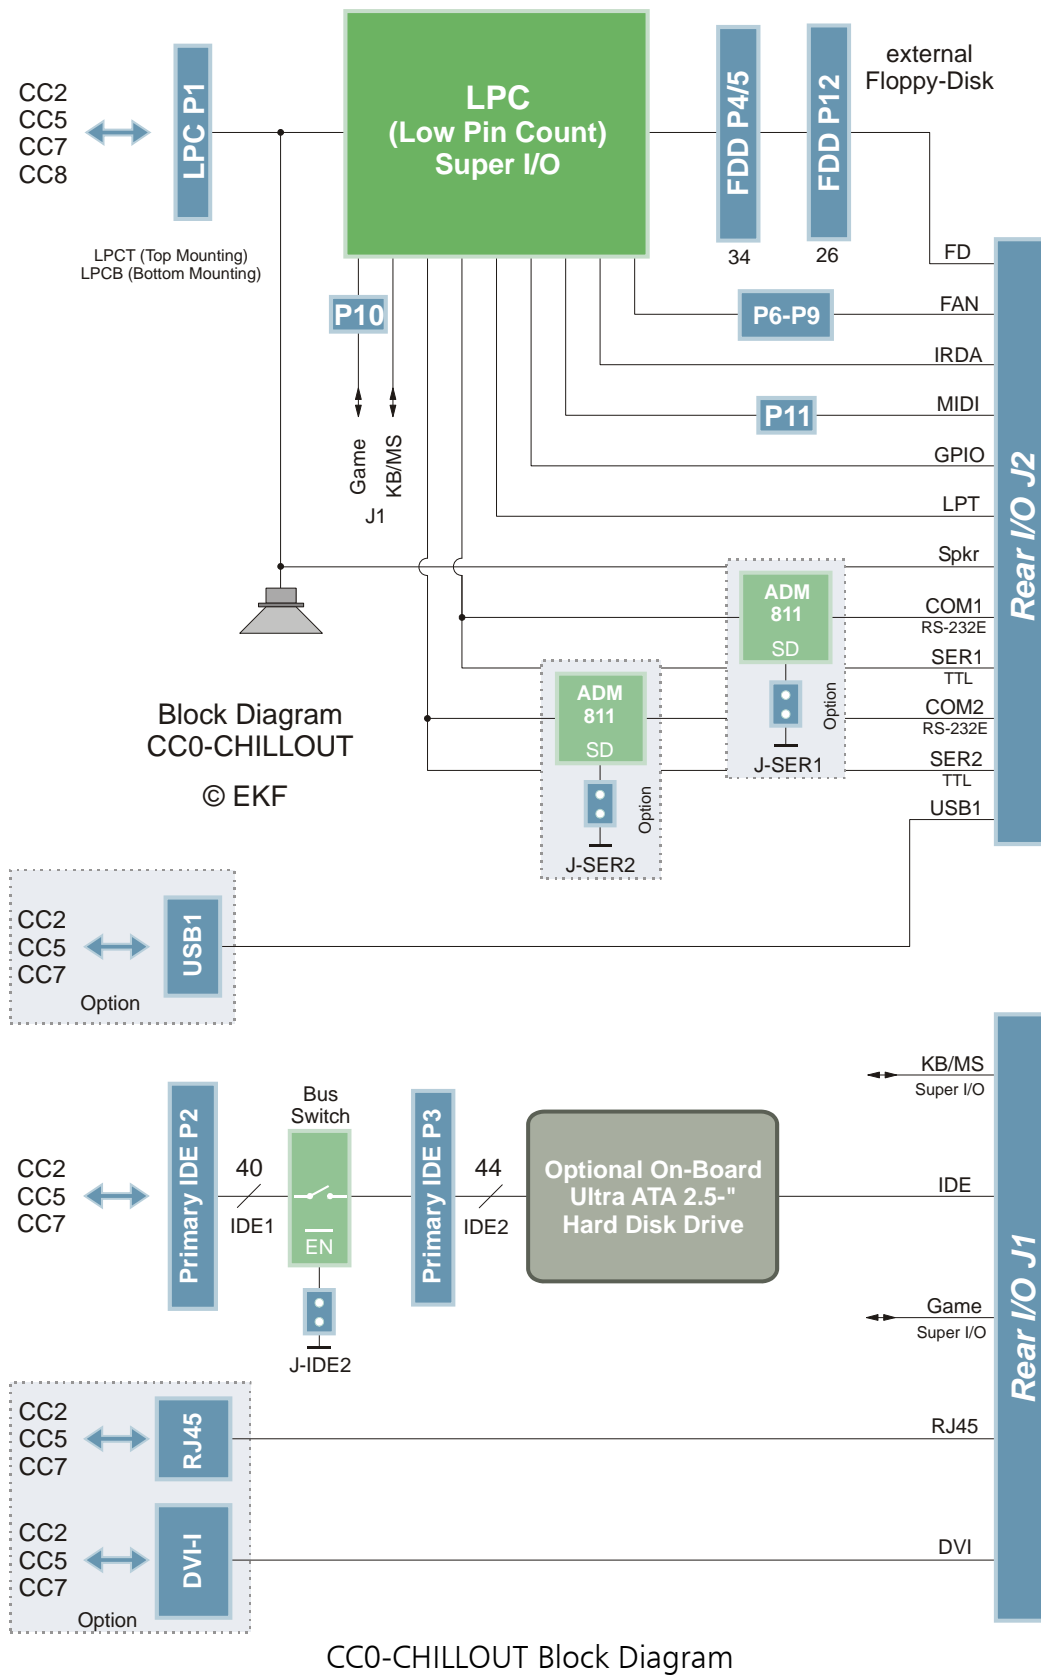 CC2
CC5
CC7
CC8
LPC P1
LPCT (Top Mounting)
LPCB (Bottom Mounting)
LPC
(Low Pin Count)
Super I/O
FDD P4/5
34
FDD P12
26
external
Floppy-Disk
P10
Game
KB/MS
J1
P6-P9
P11
FD
FAN
IRDA
MIDI
GPIO
LPT
Spkr
COM1
RS-232E
SER1
TTL
COM2
RS-232E
SER2
TTL
USB1
Rear I/O J2
ADM
811
SD
Option
J-SER1
ADM
811
SD
Option
J-SER2
Block Diagram
CC0-CHILLOUT
© EKF
CC2
CC5
CC7
USB1
Option
CC2
CC5
CC7
Primary IDE P2
40
IDE1
Bus
Switch
EN
J-IDE2
Primary IDE P3
44
IDE2
Optional On-Board
Ultra ATA 2.5-"
Hard Disk Drive
KB/MS
Super I/O
IDE
Game
Super I/O
RJ45
DVI
Rear I/O J1
CC2
CC5
CC7
RJ45
CC2
CC5
CC7
DVI-I
Option
CC0-CHILLOUT Block Diagram